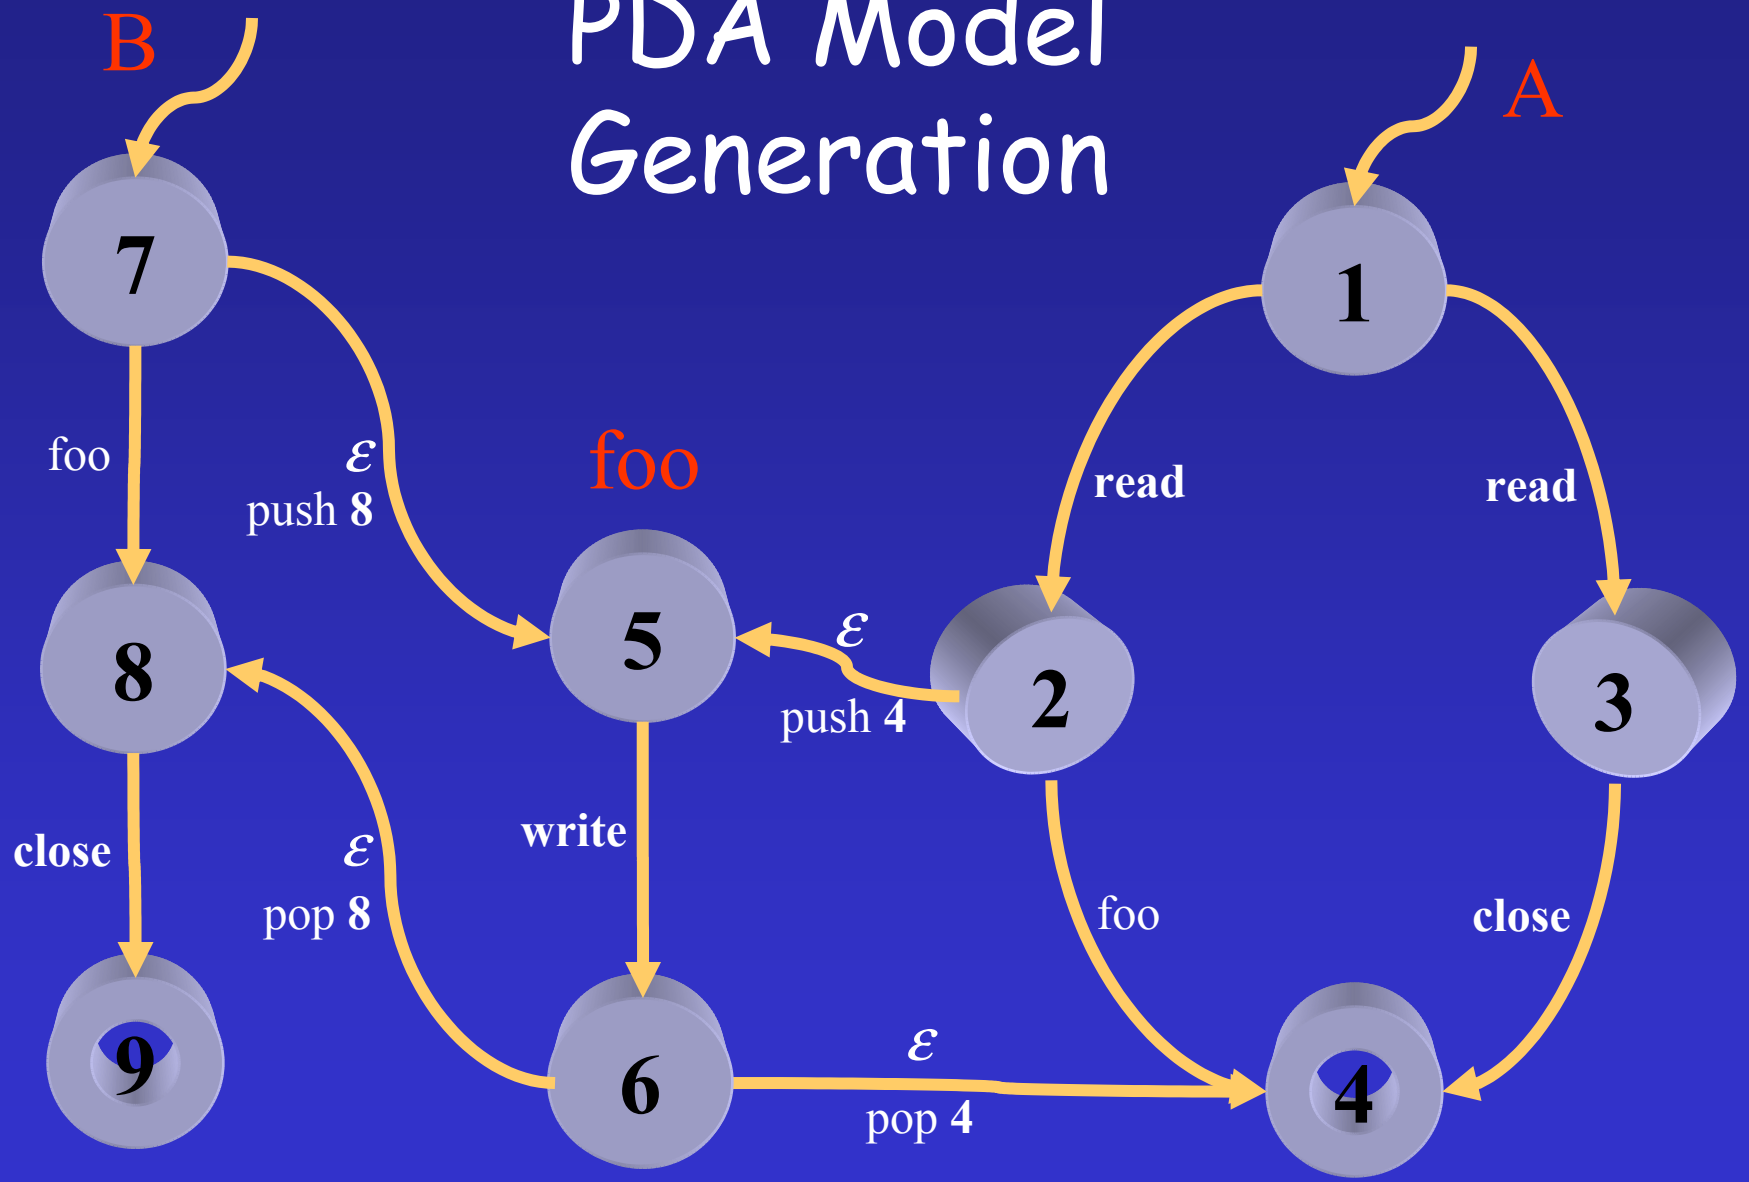 PDA Model
Generation
B
A
7
1
foo
ε
push 8
foo
read
read
5
ε
push 4
8
2
3
close
ε
pop 8
write
foo
close
9
6
ε
pop 4
4